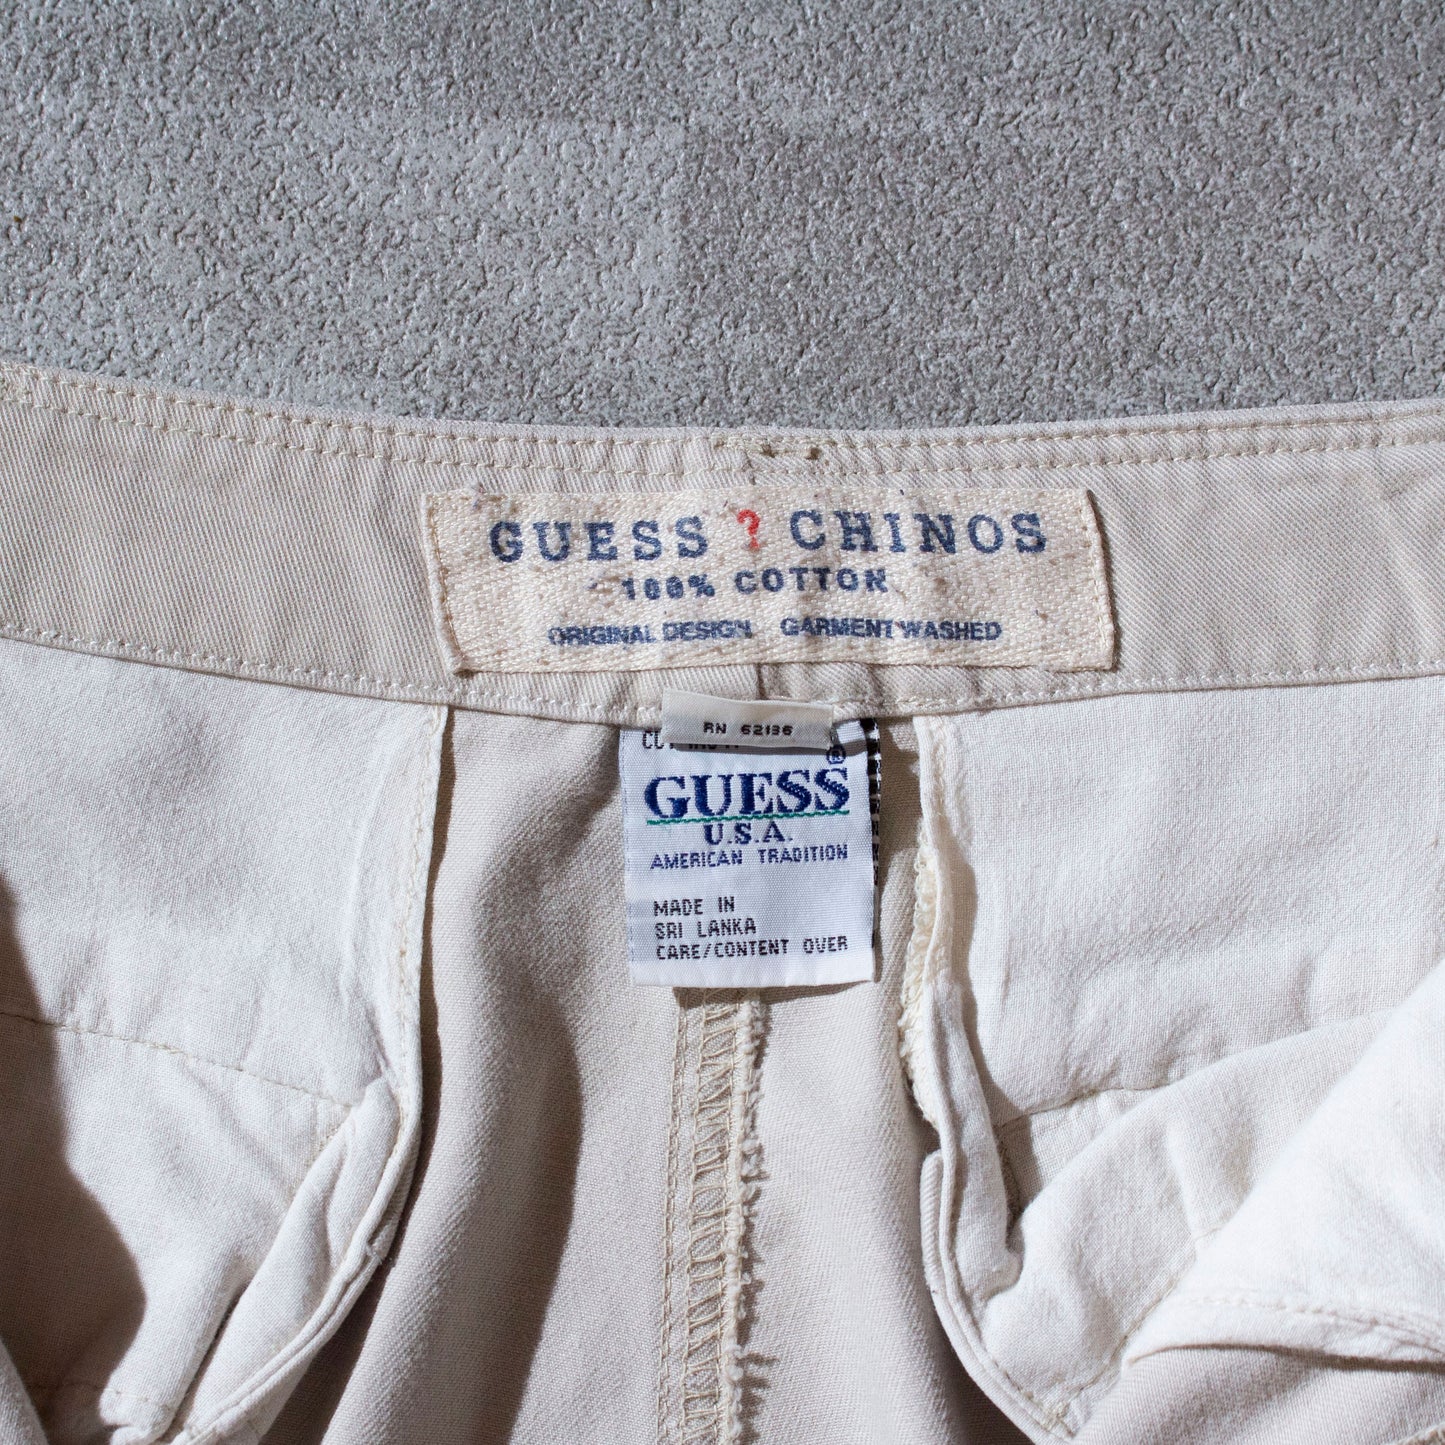 GUESS ? CHINOS
100% COTTON
ORIGINAL DESIGN GARMENT WASHED
RN 62136
GUESS®
U.S.A.
AMERICAN TRADITION
MADE IN
SRI LANKA
CARE/CONTENT OVER